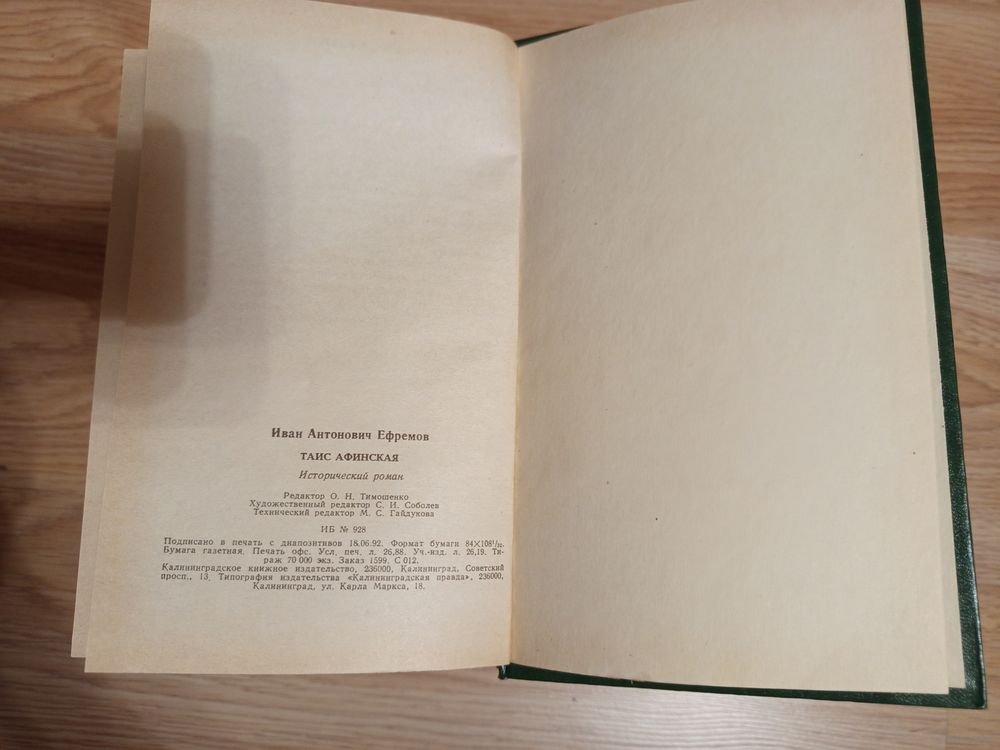 Иван Антонович Ефремов
ТАИС АФИНСКАЯ
Исторический роман
Редактор О. Н. Тимошенко
Художественный редактор С. И. Соболев
Технический редактор М. С. Гайдукова
ИБ № 928
Подписано в печать с диапозитивов 18.06.92. Формат бумаги 84×108¹/₃₂.
Бумага газетная. Печать офс. Усл. печ. л. 26,88. Уч.-изд. л. 26,19. Ти-
раж 70 000 экз. Заказ 1599. С 012.
Калининградское книжное издательство, 236000, Калининград, Советский
просп., 13. Типография издательства «Калининградская правда», 236000,
Калининград, ул. Карла Маркса, 18.